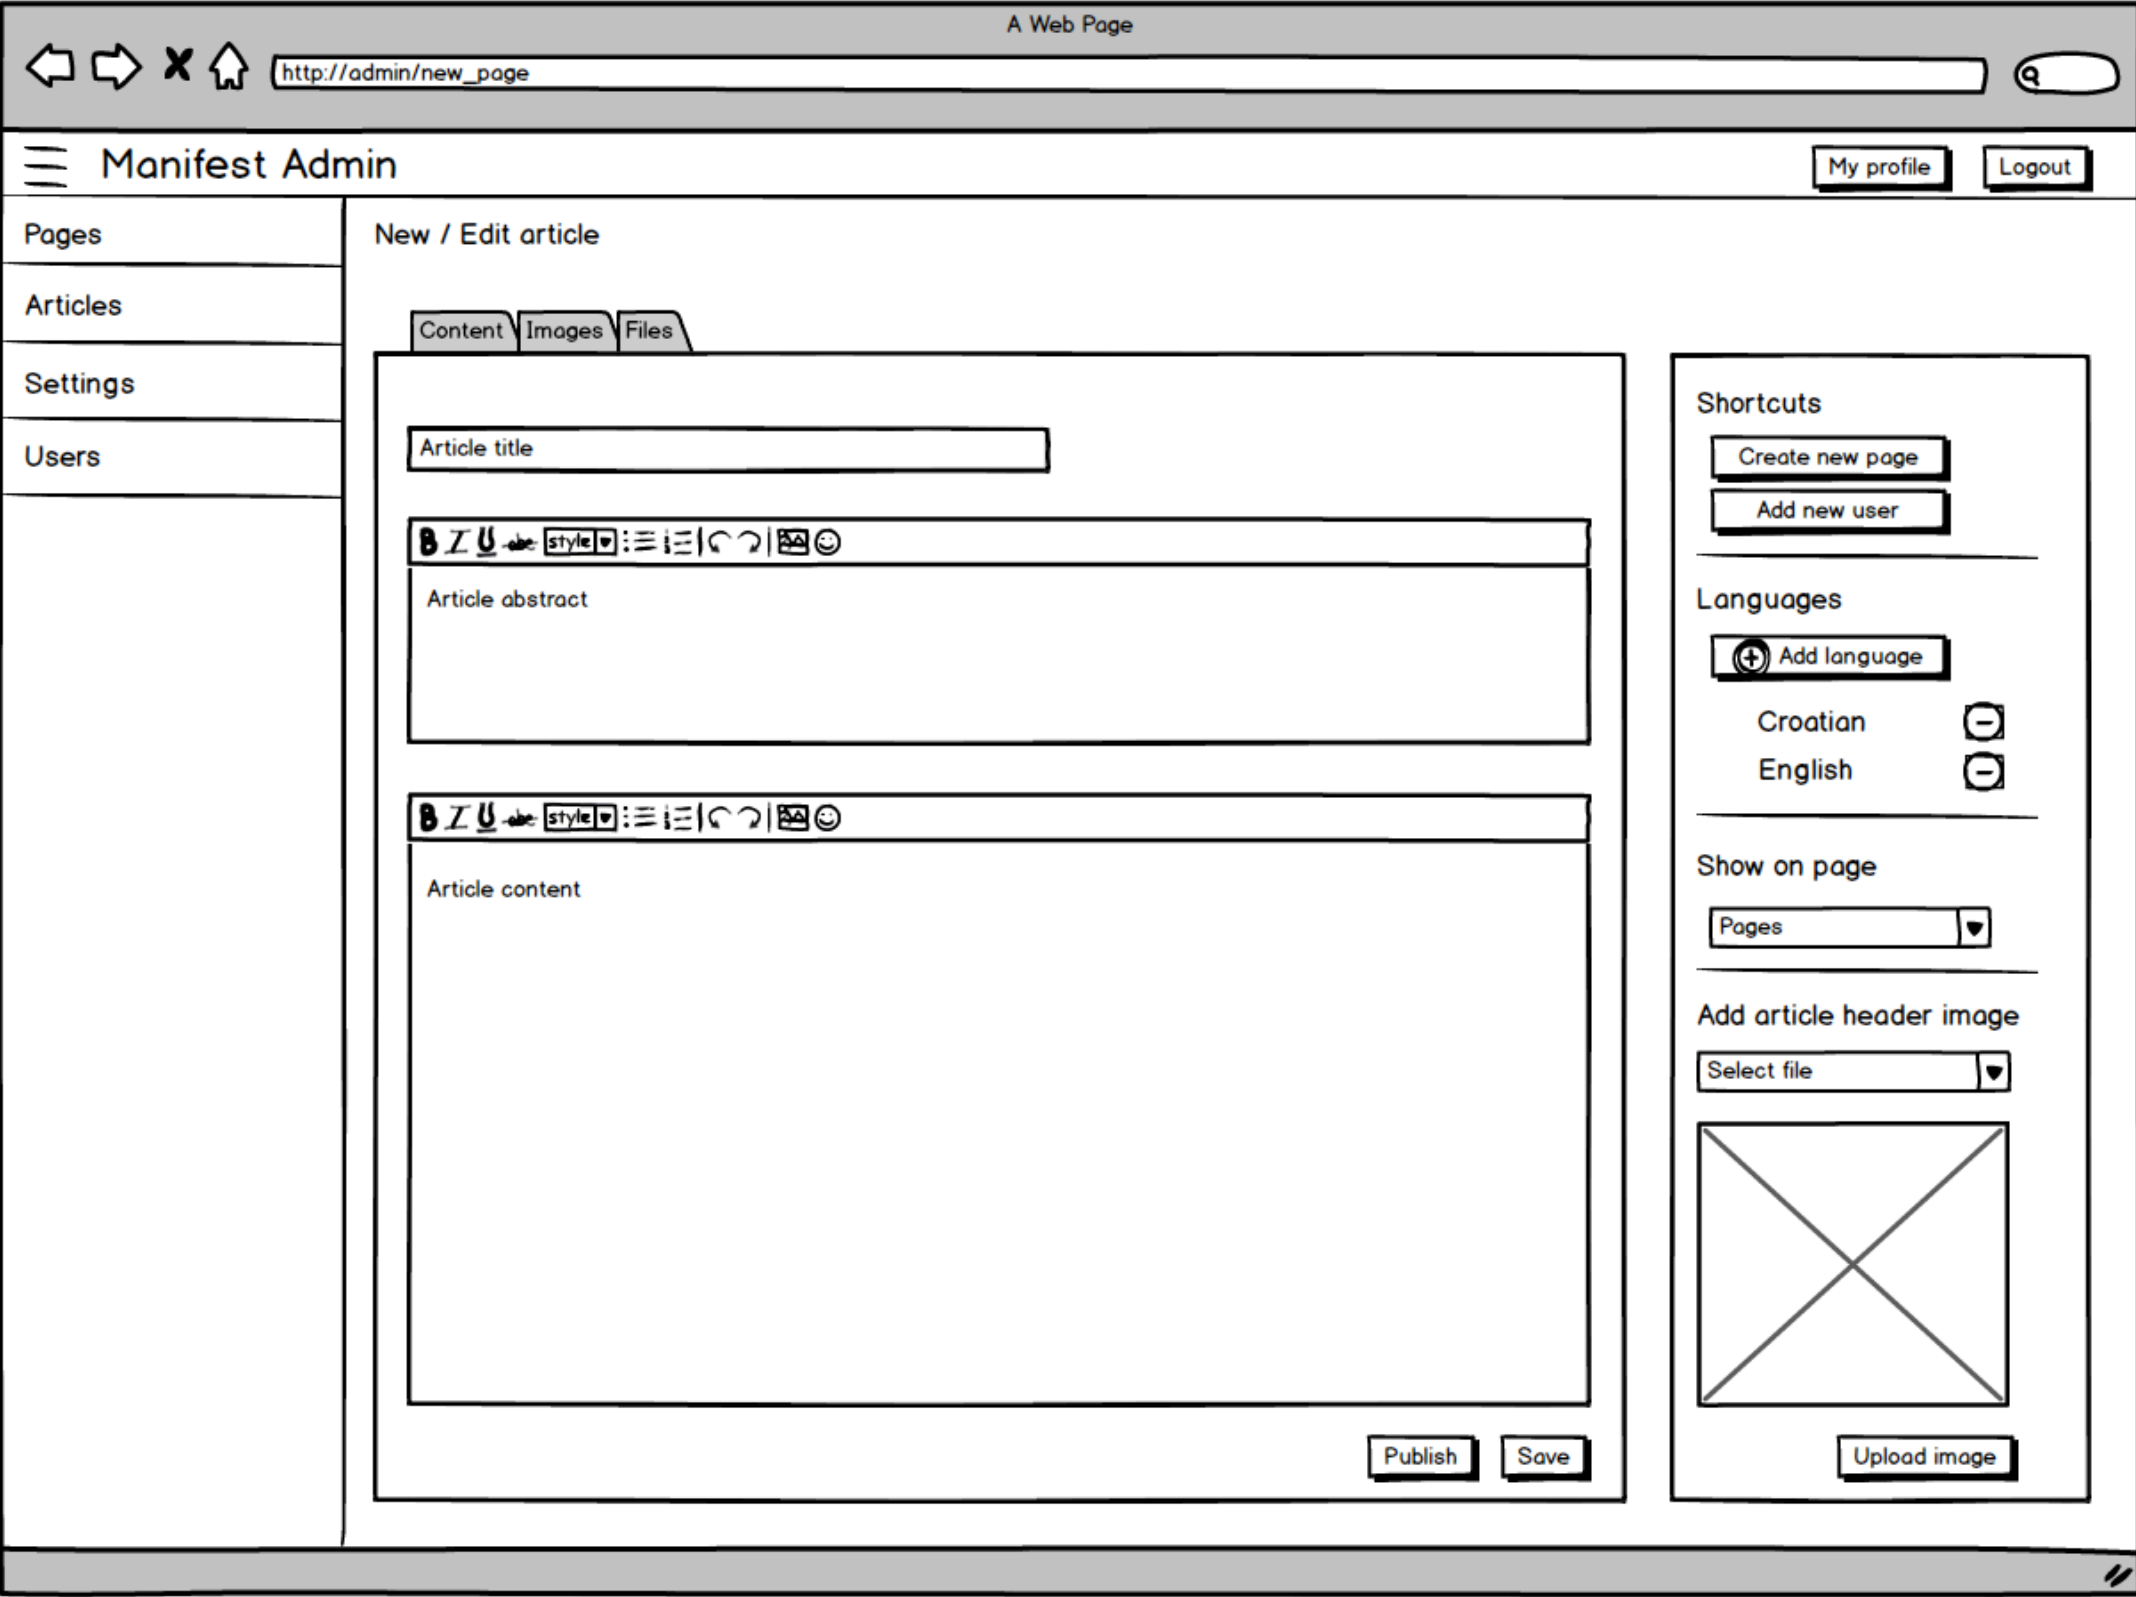 A Web Page
http://admin/new_page
Manifest Admin
My profile
Logout
Pages
Articles
Settings
Users
New / Edit article
Content
Images
Files
Article title
B I U abc style
Article abstract
B I U abc style
Article content
Publish
Save
Shortcuts
Create new page
Add new user
Languages
Add language
Croatian
English
Show on page
Pages
Add article header image
Select file
Upload image